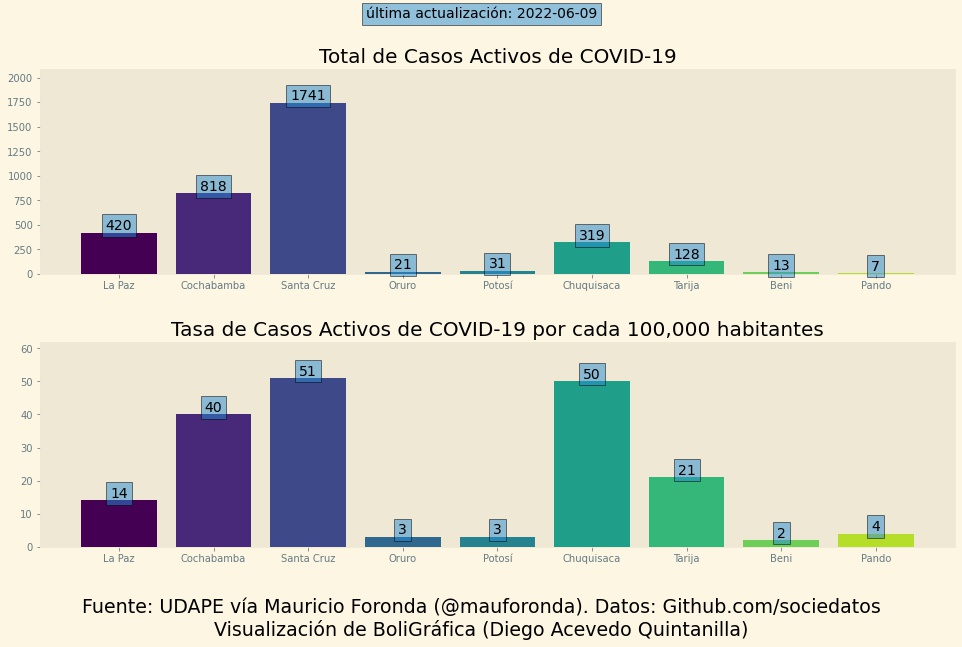 última actualización: 2022-06-09
Total de Casos Activos de COVID-19
2000
1750
1500
1250
1000
750
500
250
0
420
818
1741
21
31
319
128
13
7
La Paz
Cochabamba
Santa Cruz
Oruro
Potosí
Chuquisaca
Tarija
Beni
Pando
Tasa de Casos Activos de COVID-19 por cada 100,000 habitantes
60
50
40
30
20
10
0
14
40
51
3
3
50
21
2
4
La Paz
Cochabamba
Santa Cruz
Oruro
Potosí
Chuquisaca
Tarija
Beni
Pando
Fuente: UDAPE vía Mauricio Foronda (@mauforonda). Datos: Github.com/sociedatos
Visualización de BoliGráfica (Diego Acevedo Quintanilla)